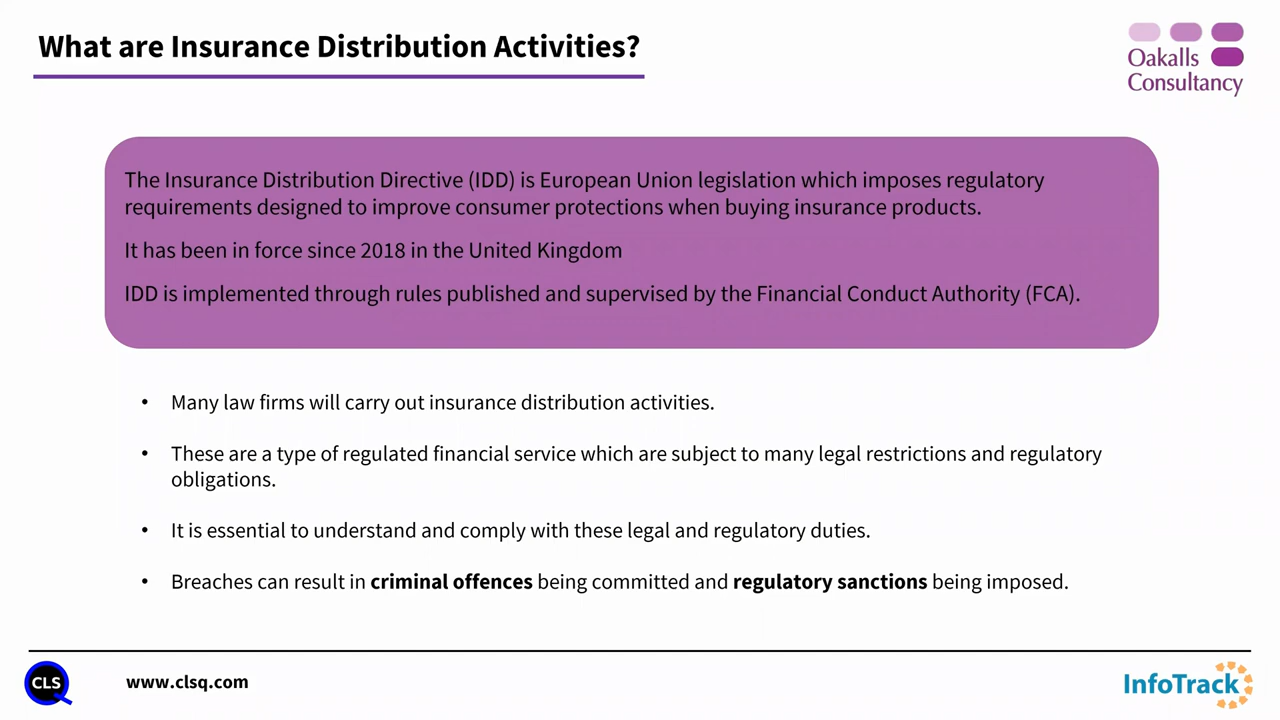 What are Insurance Distribution Activities?
Oakalls
Consultancy
The Insurance Distribution Directive (IDD) is European Union legislation which imposes regulatory
requirements designed to improve consumer protections when buying insurance products.
It has been in force since 2018 in the United Kingdom
IDD is implemented through rules published and supervised by the Financial Conduct Authority (FCA).
• Many law firms will carry out insurance distribution activities.
• These are a type of regulated financial service which are subject to many legal restrictions and regulatory
obligations.
• It is essential to understand and comply with these legal and regulatory duties.
• Breaches can result in criminal offences being committed and regulatory sanctions being imposed.
CLS
www.clsq.com
InfoTrack